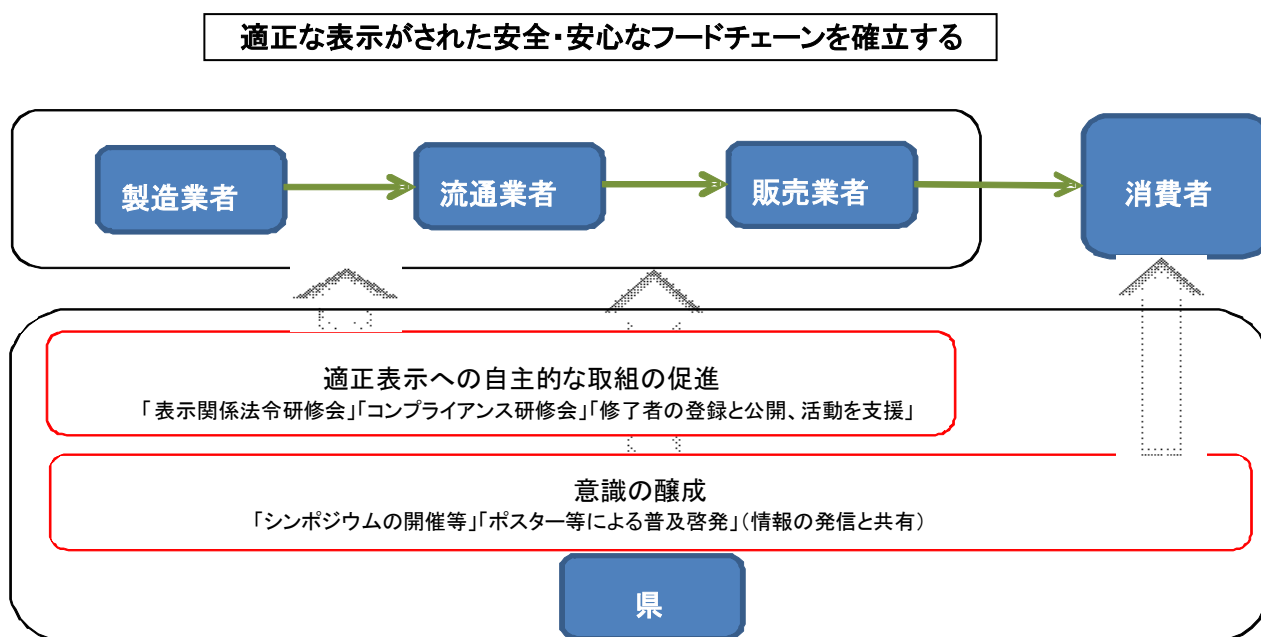 適正な表示がされた安全・安心なフードチェーンを確立する
製造業者
流通業者
販売業者
消費者
適正表示への自主的な取組の促進
「表示関係法令研修会」「コンプライアンス研修会」「修了者の登録と公開、活動を支援」
意識の醸成
「シンポジウムの開催等」「ポスター等による普及啓発」（情報の発信と共有）
県